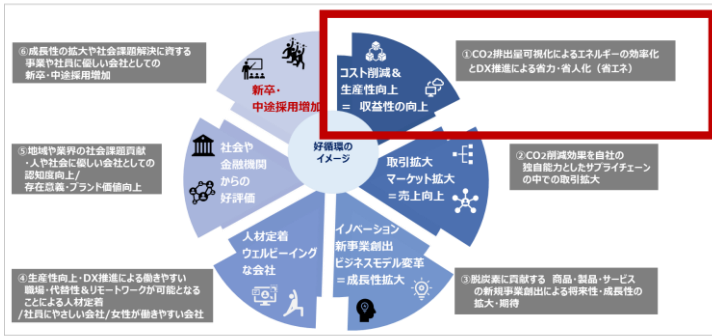 ⑥成長性の拡大や社会課題解決に資する
事業や社員に優しい会社としての
新卒・中途採用増加
新卒・
中途採用増加
コスト削減&
生産性向上
= 収益性の向上
①CO2排出量可視化によるエネルギーの効率化
とDX推進による省力・省人化（省エネ）
⑤地域や業界の社会課題貢献
・人や社会に優しい会社としての
認知度向上/
存在意義・ブランド価値向上
社会や
金融機関
からの
好評価
好循環の
イメージ
取引拡大
マーケット拡大
=売上向上
②CO2削減効果を自社の
独自能力としたサプライチェーン
の中での取引拡大
④生産性向上・DX推進による働きやすい
職場・代替性&リモートワークが可能となる
ことによる人材定着
/社員にやさしい会社/女性が働きやすい会社
人材定着
ウェルビーイング
な会社
イノベーション
新事業創出
ビジネスモデル変革
=成長性拡大
③脱炭素に貢献する 商品・製品・サービス
の新規事業創出による将来性・成長性の
拡大・期待